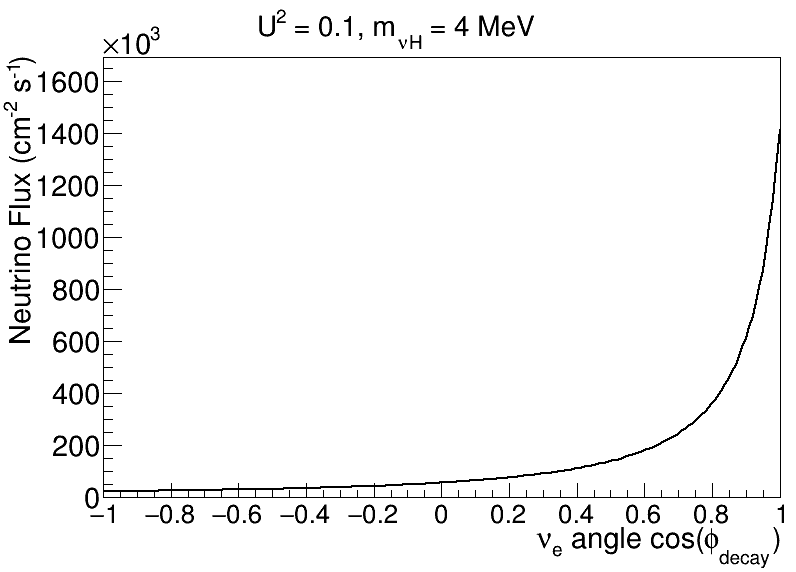 U² = 0.1, m_νH = 4 MeV
×10³
Neutrino Flux (cm⁻² s⁻¹)
1600
1400
1200
1000
800
600
400
200
0
−1 −0.8 −0.6 −0.4 −0.2 0 0.2 0.4 0.6 0.8 1
ν_e angle cos(ϕ_decay)